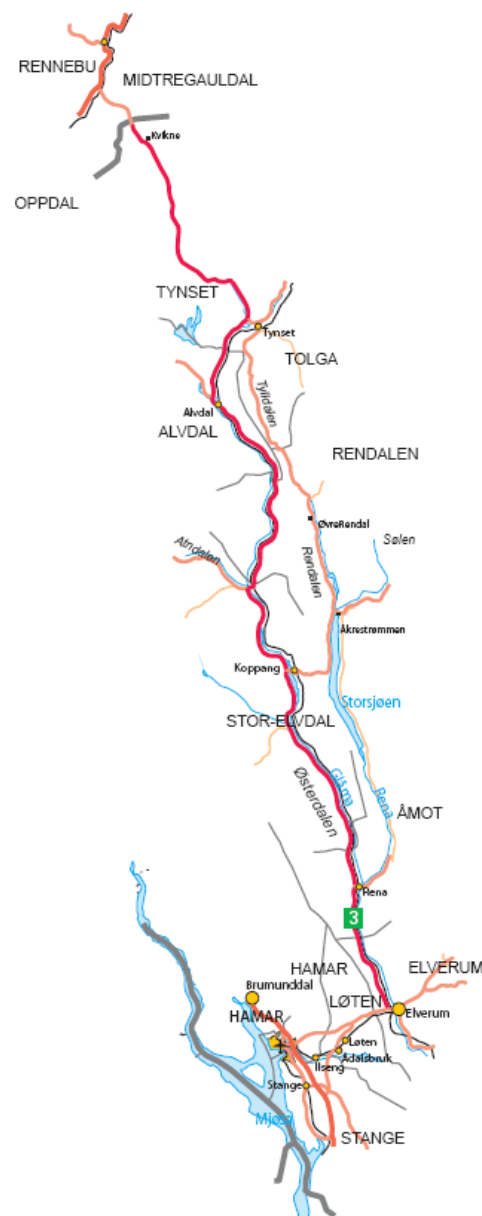 RENNEBU
MIDTREGAULDAL
Kvikne
OPPDAL
TYNSET
Tynset
TOLGA
Tylldalen
Alvdal
ALVDAL
RENDALEN
ØvreRendal
Sølen
Atndalen
Rendalen
Åkrestrømmen
Koppang
Storsjøen
STOR-ELVDAL
Østerdalen
Glåma
Rena
ÅMOT
Rena
3
HAMAR
ELVERUM
Brumunddal
LØTEN
HAMAR
Elverum
Løten
Ådalsbruk
Ilseng
Stange
Mjøsa
STANGE